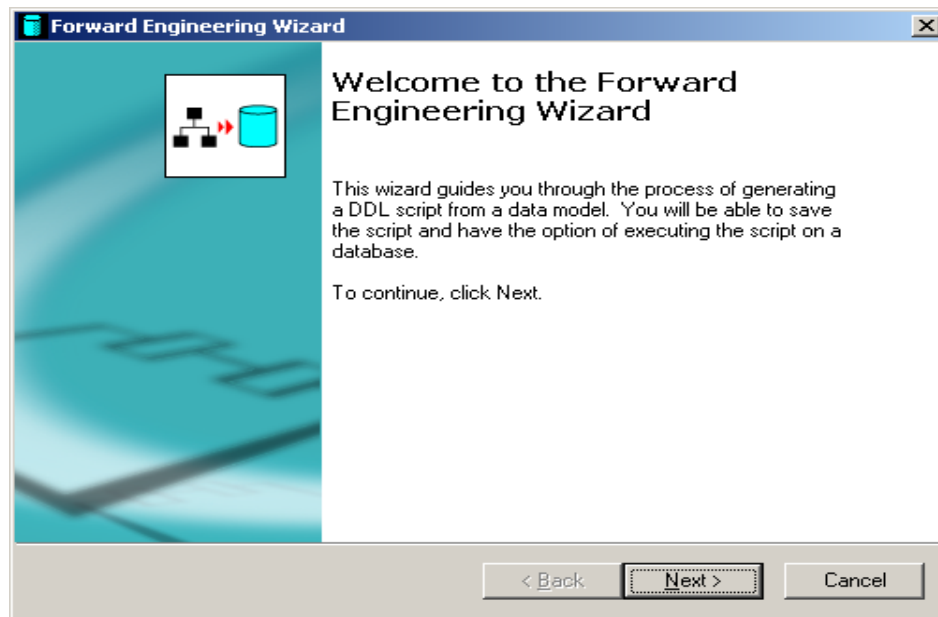 Forward Engineering Wizard
Welcome to the Forward
Engineering Wizard
This wizard guides you through the process of generating
a DDL script from a data model. You will be able to save
the script and have the option of executing the script on a
database.
To continue, click Next.
< Back
Next >
Cancel